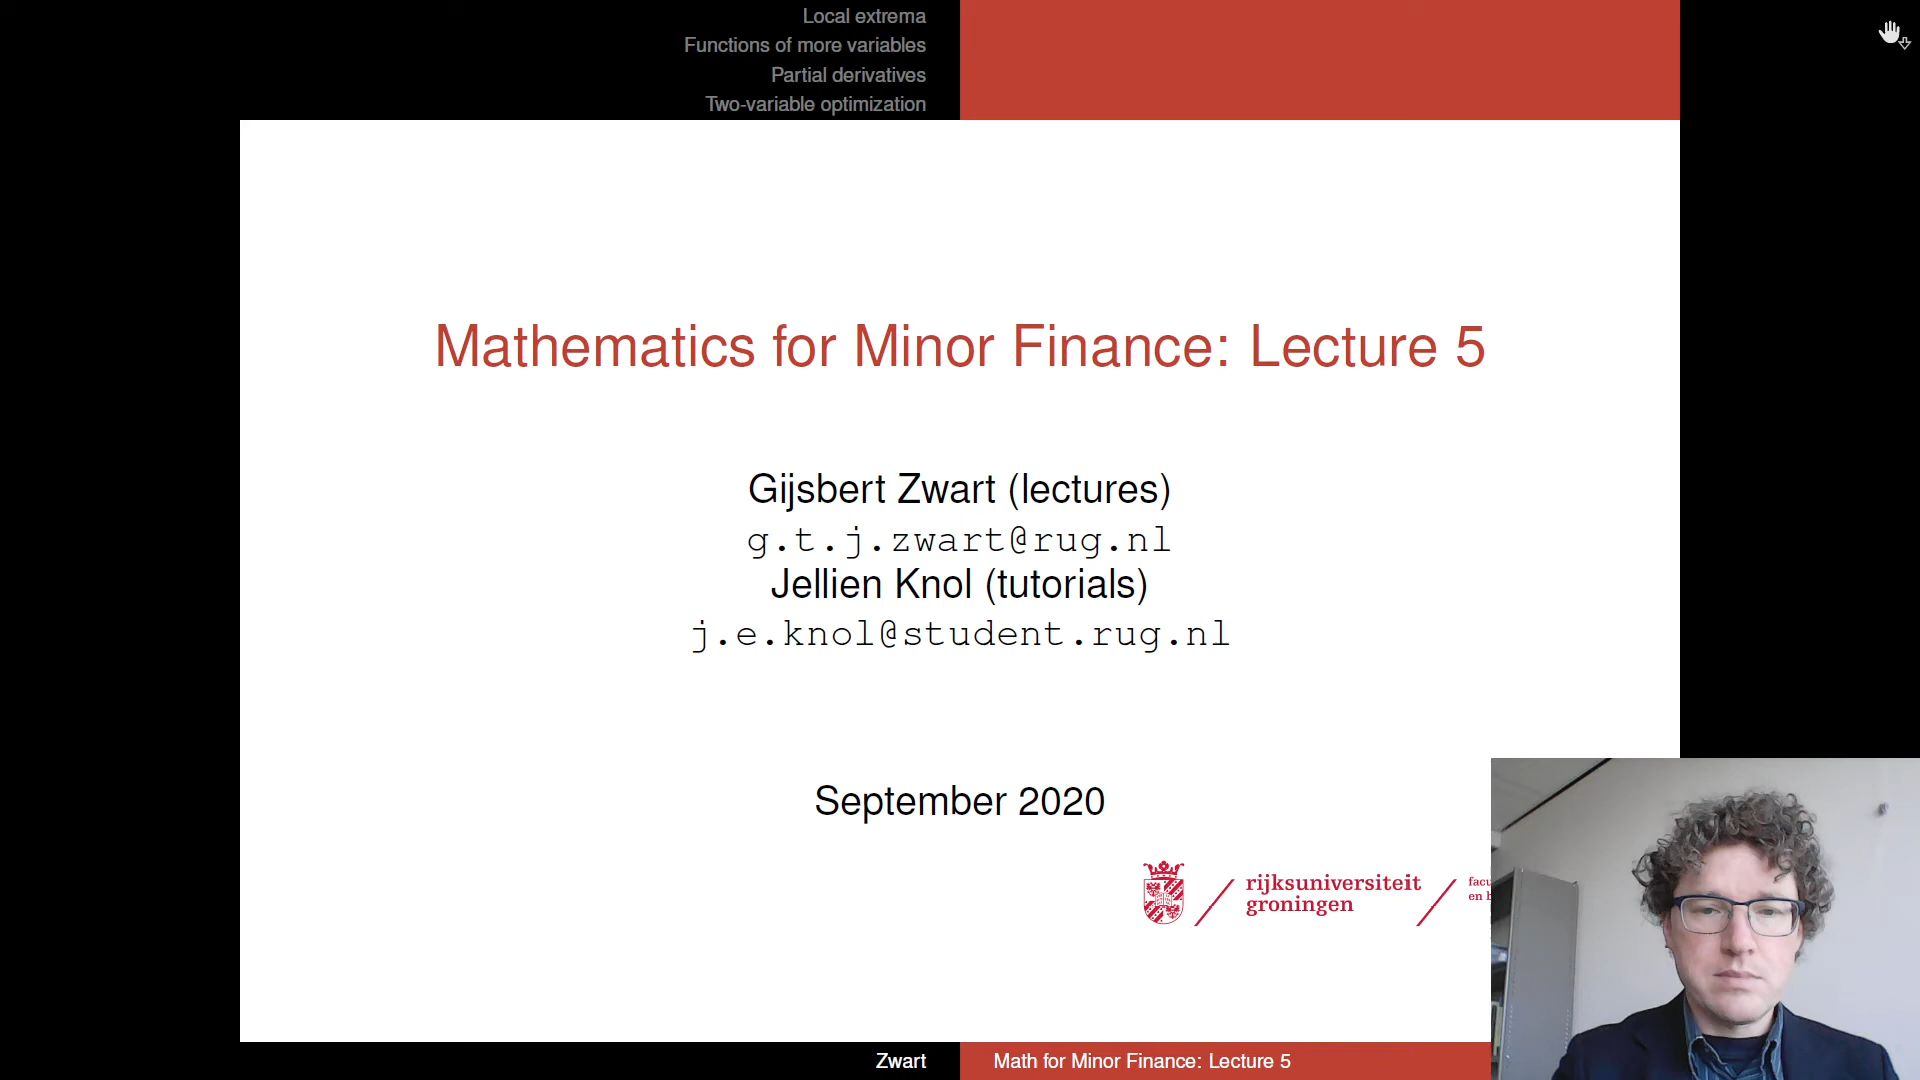 Local extrema
Functions of more variables
Partial derivatives
Two-variable optimization
Mathematics for Minor Finance: Lecture 5
Gijsbert Zwart (lectures)
g.t.j.zwart@rug.nl
Jellien Knol (tutorials)
j.e.knol@student.rug.nl
September 2020
rijksuniversiteit
groningen
en
Zwart
Math for Minor Finance: Lecture 5